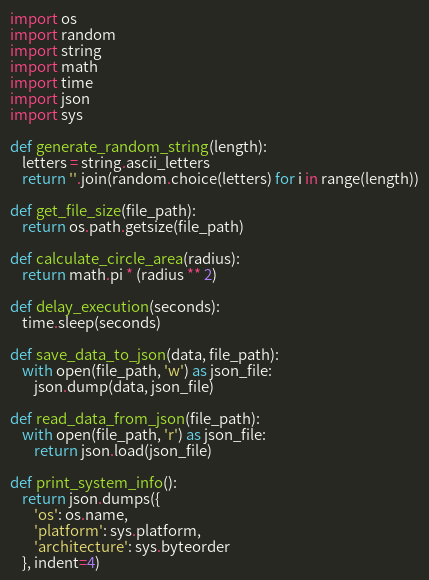 import os
import random
import string
import math
import time
import json
import sys

def generate_random_string(length):
    letters = string.ascii_letters
    return ''.join(random.choice(letters) for i in range(length))

def get_file_size(file_path):
    return os.path.getsize(file_path)

def calculate_circle_area(radius):
    return math.pi * (radius ** 2)

def delay_execution(seconds):
    time.sleep(seconds)

def save_data_to_json(data, file_path):
    with open(file_path, 'w') as json_file:
        json.dump(data, json_file)

def read_data_from_json(file_path):
    with open(file_path, 'r') as json_file:
        return json.load(json_file)

def print_system_info():
    return json.dumps({
        'os': os.name,
        'platform': sys.platform,
        'architecture': sys.byteorder
    }, indent=4)